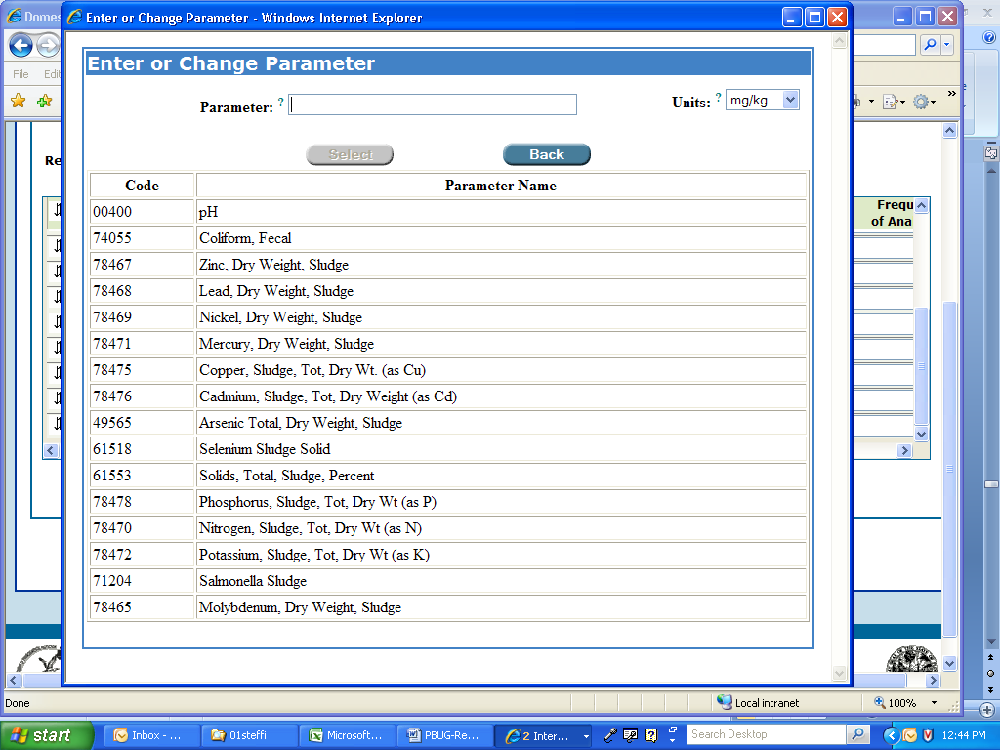 Domes
Enter or Change Parameter - Windows Internet Explorer
File Edit
Enter or Change Parameter
Parameter: ?
Units: ? mg/kg
Select Back
Re
Code Parameter Name
00400 pH
74055 Coliform, Fecal
78467 Zinc, Dry Weight, Sludge
78468 Lead, Dry Weight, Sludge
78469 Nickel, Dry Weight, Sludge
78471 Mercury, Dry Weight, Sludge
78475 Copper, Sludge, Tot, Dry Wt. (as Cu)
78476 Cadmium, Sludge, Tot, Dry Weight (as Cd)
49565 Arsenic Total, Dry Weight, Sludge
61518 Selenium Sludge Solid
61553 Solids, Total, Sludge, Percent
78478 Phosphorus, Sludge, Tot, Dry Wt (as P)
78470 Nitrogen, Sludge, Tot, Dry Wt (as N)
78472 Potassium, Sludge, Tot, Dry Wt (as K)
71204 Salmonella Sludge
78465 Molybdenum, Dry Weight, Sludge
Frequ
of Ana
Done
Local intranet
100%
start
Inbox - ...
01steffi
Microsoft...
PBUG-Re...
2 Inter...
Search Desktop
12:44 PM